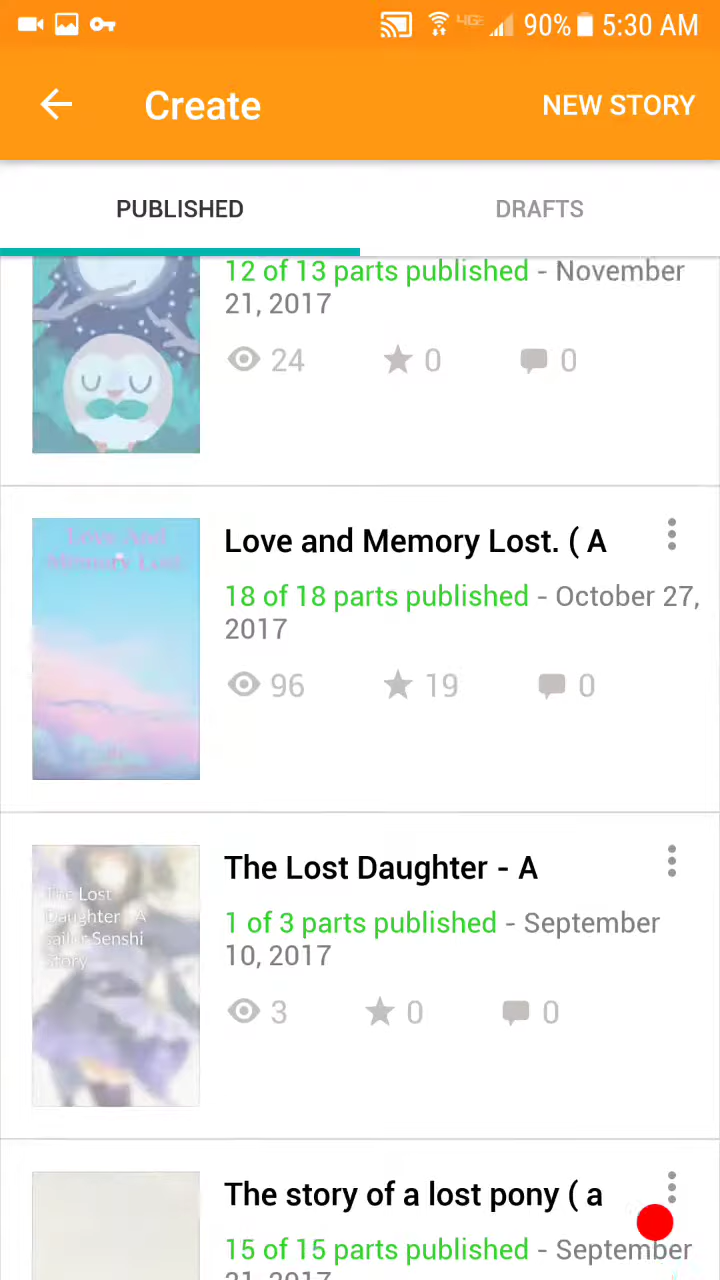 4G 90% 5:30 AM
Create
NEW STORY
PUBLISHED
DRAFTS
12 of 13 parts published - November
21, 2017
24 0 0
Love And
Memory Lost
Love and Memory Lost. ( A
18 of 18 parts published - October 27,
2017
96 19 0
The Lost
Daughter - A
Sailor Senshi
Story
The Lost Daughter - A
1 of 3 parts published - September
10, 2017
3 0 0
The story of a lost pony ( a
15 of 15 parts published - September
21, 2017